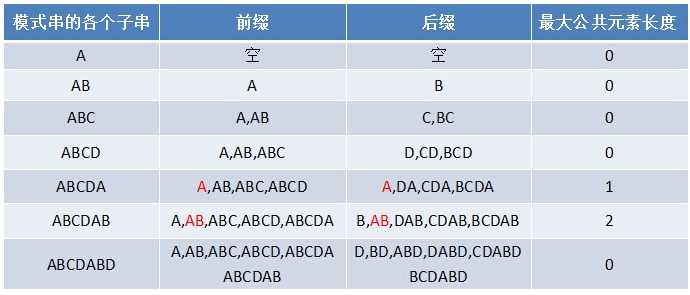 模式串的各个子串 前缀 后缀 最大公共元素长度
A 空 空 0
AB A B 0
ABC A,AB C,BC 0
ABCD A,AB,ABC D,CD,BCD 0
ABCDA A,AB,ABC,ABCD A,DA,CDA,BCDA 1
ABCDAB A,AB,ABC,ABCD,ABCDA B,AB,DAB,CDAB,BCDAB 2
ABCDABD A,AB,ABC,ABCD,ABCDA D,BD,ABD,DABD,CDABD 0
ABCDAB BCDABD